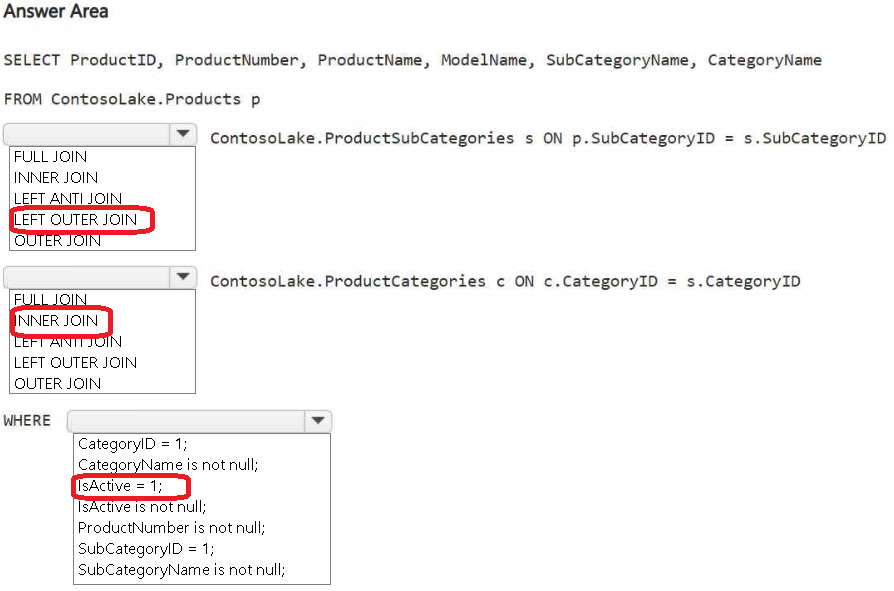 Answer Area
SELECT ProductID, ProductNumber, ProductName, ModelName, SubCategoryName, CategoryName
FROM ContosoLake.Products p
ContosoLake.ProductSubCategories s ON p.SubCategoryID = s.SubCategoryID
FULL JOIN
INNER JOIN
LEFT ANTI JOIN
LEFT OUTER JOIN
OUTER JOIN
ContosoLake.ProductCategories c ON c.CategoryID = s.CategoryID
FULL JOIN
INNER JOIN
LEFT ANTI JOIN
LEFT OUTER JOIN
OUTER JOIN
WHERE
CategoryID = 1;
CategoryName is not null;
IsActive = 1;
IsActive is not null;
ProductNumber is not null;
SubCategoryID = 1;
SubCategoryName is not null;